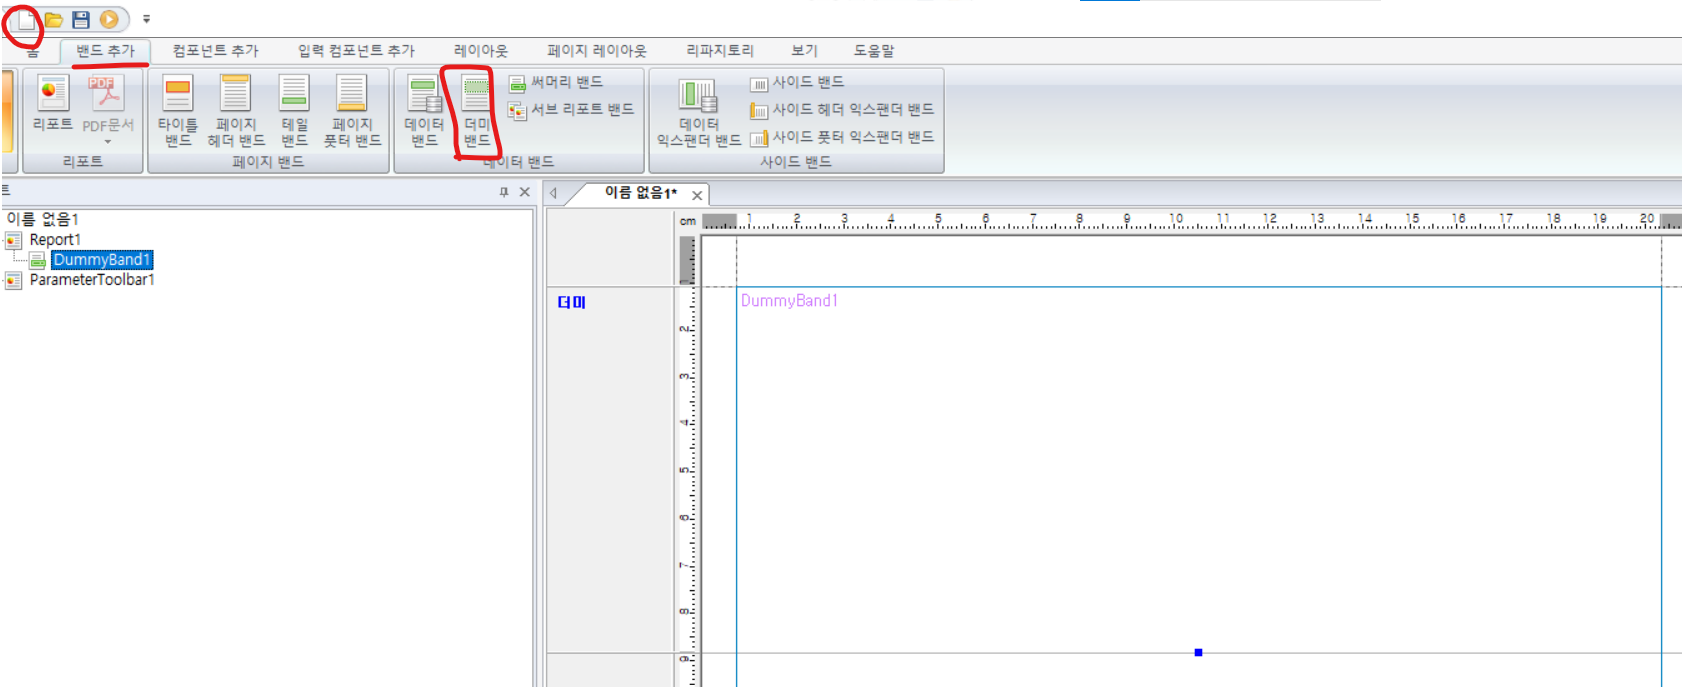 홈 밴드 추가 컴포넌트 추가 입력 컴포넌트 추가 레이아웃 페이지 레이아웃 리파지토리 보기 도움말
리포트 PDF문서
리포트
타이틀 밴드 페이지 헤더 밴드 테일 밴드 페이지 풋터 밴드
페이지 밴드
데이터 밴드 더미 밴드 써머리 밴드
서브 리포트 밴드
데이터 밴드
데이터 익스팬더 밴드 사이드 밴드
사이드 헤더 익스팬더 밴드
사이드 풋터 익스팬더 밴드
사이드 밴드
트
이름 없음1
Report1
DummyBand1
ParameterToolbar1
이름 없음1*
cm 1 2 3 4 5 6 7 8 9 10 11 12 13 14 15 16 17 18 19 20
더미 DummyBand1
1
2
3
4
5
6
7
8
9